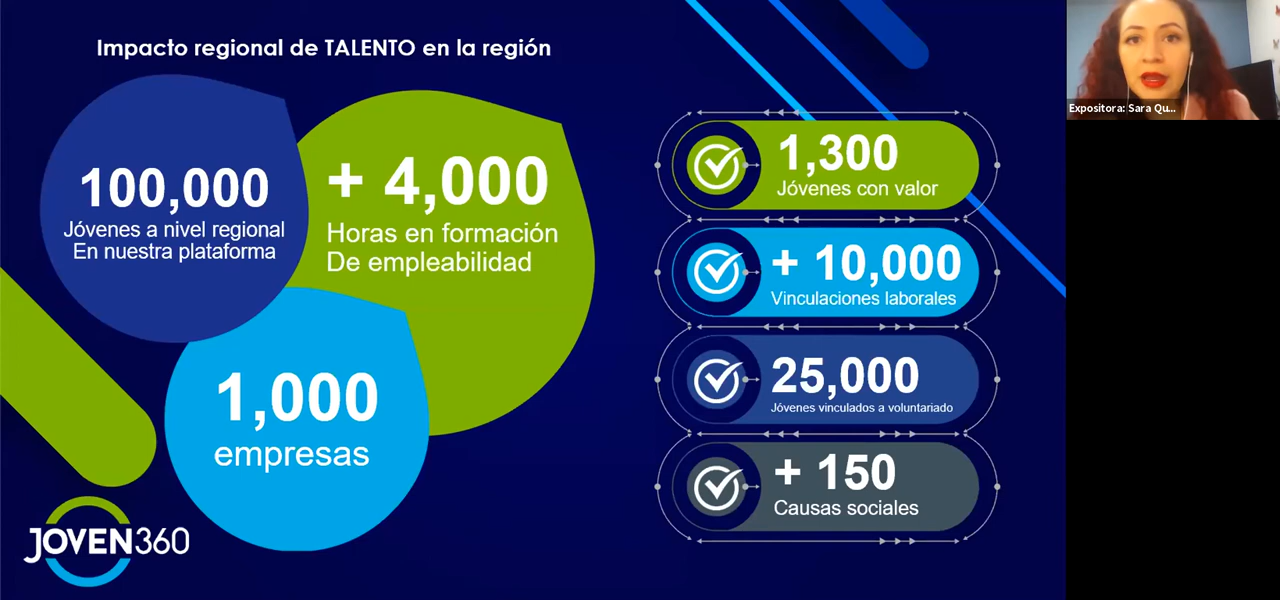 Impacto regional de TALENTO en la región
100,000
Jóvenes a nivel regional
En nuestra plataforma
+ 4,000
Horas en formación
De empleabilidad
1,000
empresas
JOVEN360
1,300
Jóvenes con valor
+ 10,000
Vinculaciones laborales
25,000
Jóvenes vinculados a voluntariado
+ 150
Causas sociales
Expositora: Sara Qu...